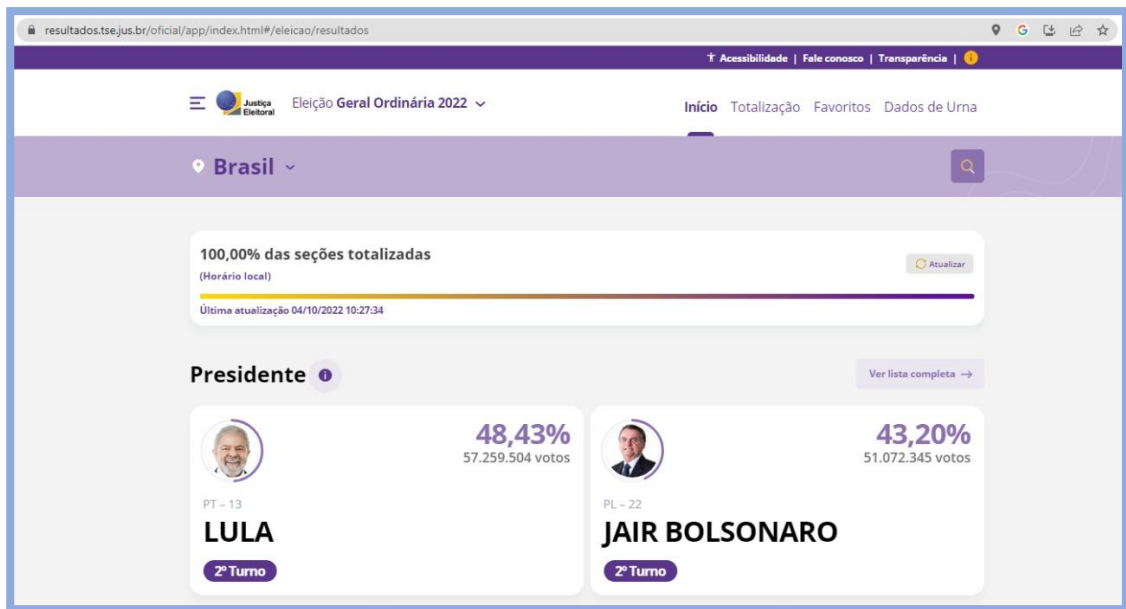 resultados.tse.jus.br/oficial/app/index.html#/eleicao/resultados
Acessibilidade | Fale conosco | Transparência |
Justiça
Eleitoral
Eleição Geral Ordinária 2022
Início Totalização Favoritos Dados de Urna
Brasil
100,00% das seções totalizadas
(Horário local)
Atualizar
Última atualização 04/10/2022 10:27:34
Presidente
Ver lista completa →
48,43%
57.259.504 votos
PT – 13
LULA
2º Turno
43,20%
51.072.345 votos
PL – 22
JAIR BOLSONARO
2º Turno